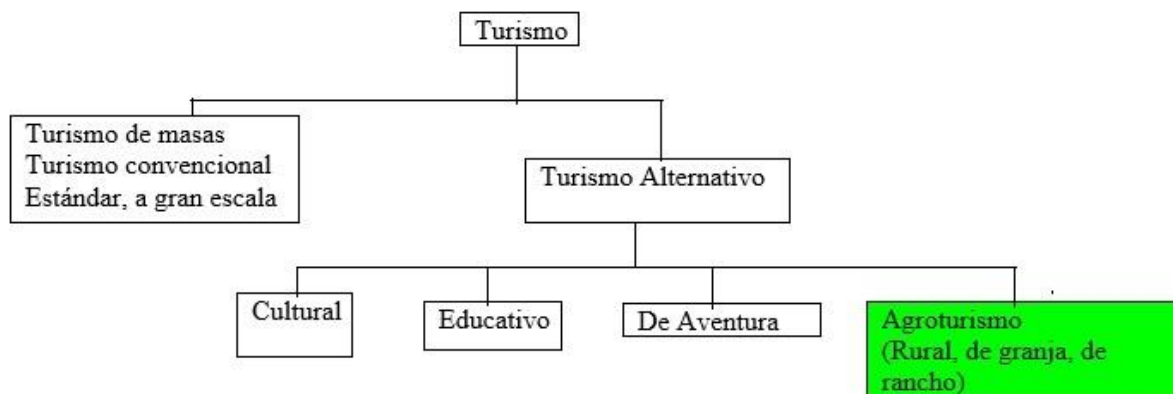 Turismo
Turismo de masas
Turismo convencional
Estándar, a gran escala
Turismo Alternativo
Cultural
Educativo
De Aventura
Agroturismo
(Rural, de granja, de
rancho)